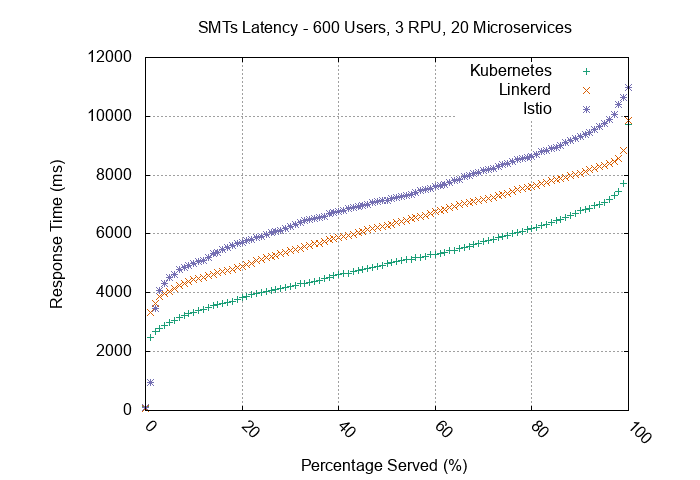 SMTs Latency - 600 Users, 3 RPU, 20 Microservices
12000
10000
8000
6000
4000
2000
0
Response Time (ms)
Kubernetes
Linkerd
Istio
0
20
40
60
80
100
Percentage Served (%)